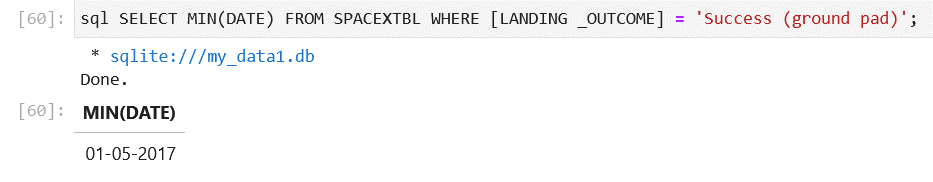 [60]: sql SELECT MIN(DATE) FROM SPACEXTBL WHERE [LANDING _OUTCOME] = 'Success (ground pad)';
* sqlite:///my_data1.db
Done.
[60]: MIN(DATE)
01-05-2017